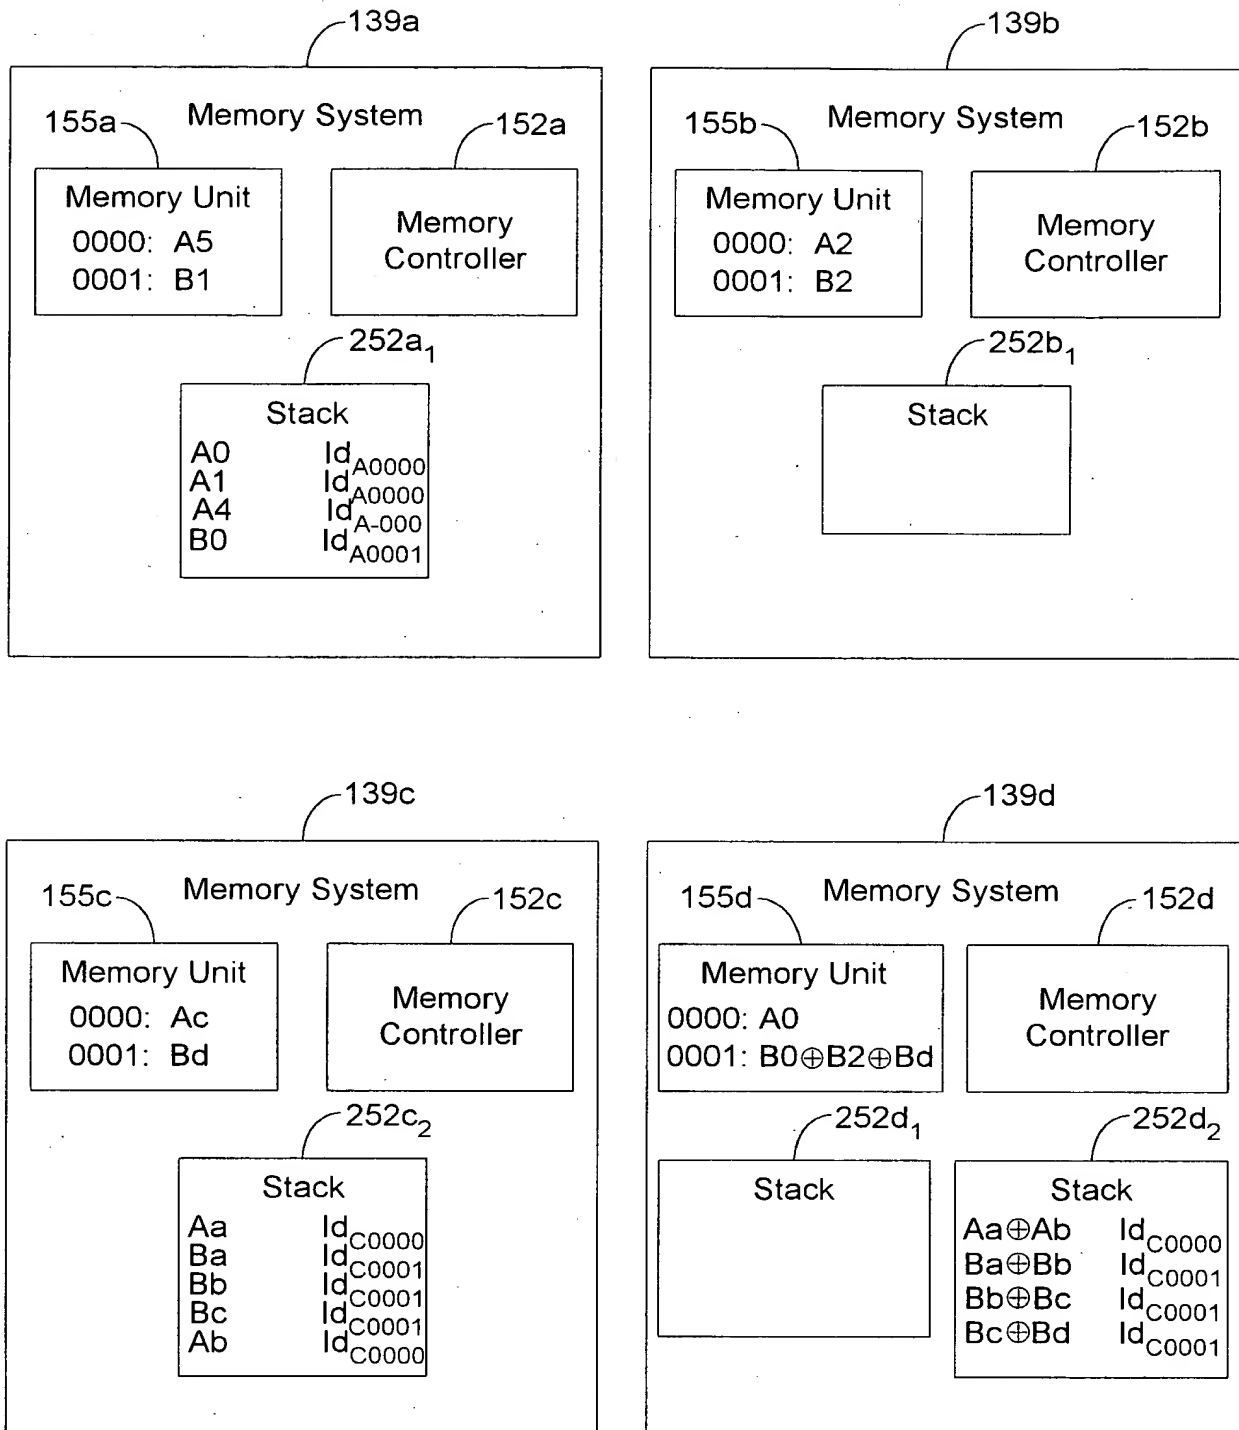 139a
Memory System
155a
152a
Memory Unit
0000: A5
0001: B1
Memory
Controller
252a1
Stack
A0 IdA0000
A1 IdA0000
A4 IdA-000
B0 IdA0001
139b
Memory System
155b
152b
Memory Unit
0000: A2
0001: B2
Memory
Controller
252b1
Stack
139c
Memory System
155c
152c
Memory Unit
0000: Ac
0001: Bd
Memory
Controller
252c2
Stack
Aa IdC0000
Ba IdC0001
Bb IdC0001
Bc IdC0001
Ab IdC0000
139d
Memory System
155d
152d
Memory Unit
0000: A0
0001: B0⊕B2⊕Bd
Memory
Controller
252d1
Stack
252d2
Stack
Aa⊕Ab IdC0000
Ba⊕Bb IdC0001
Bb⊕Bc IdC0001
Bc⊕Bd IdC0001